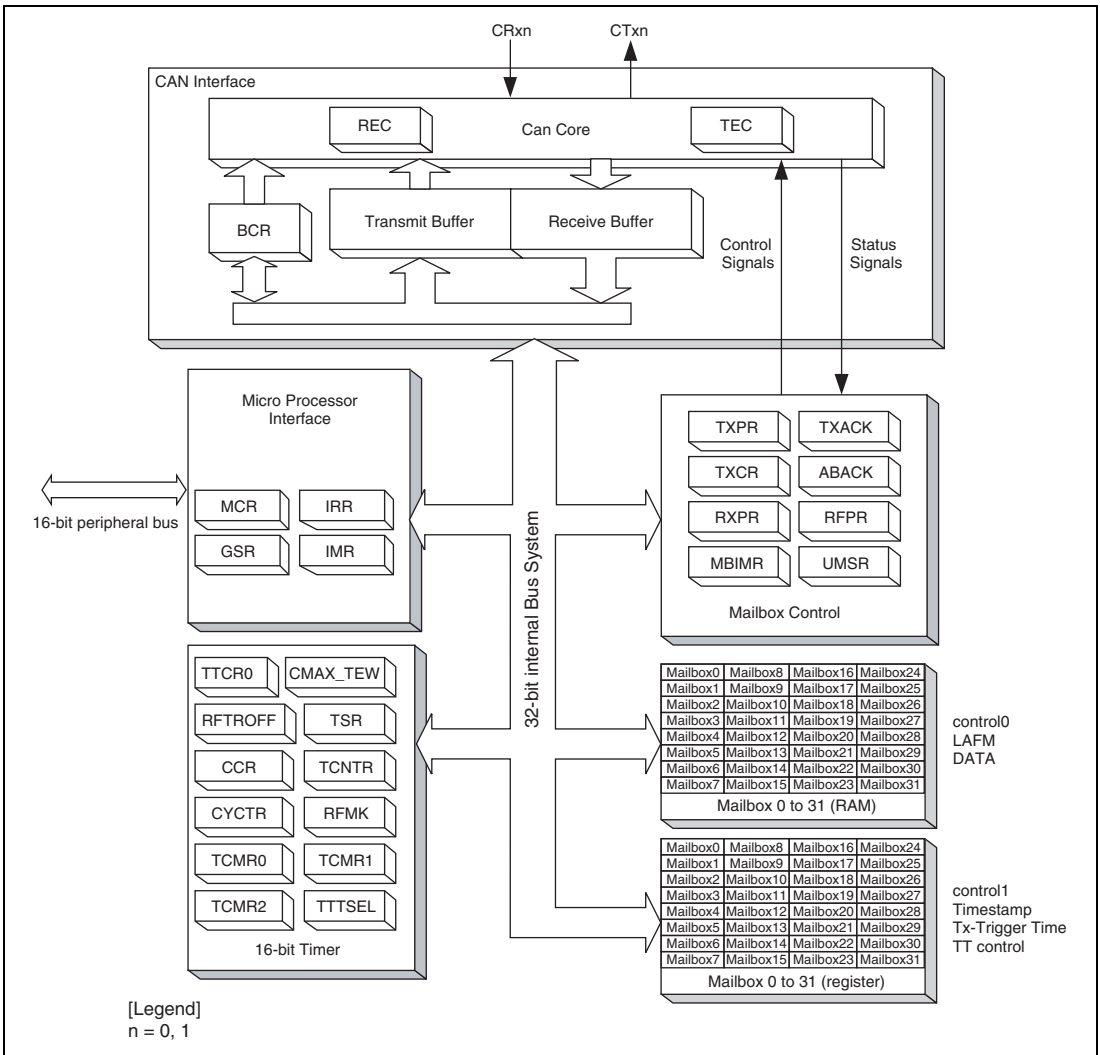 CRxn CTxn
CAN Interface
REC Can Core TEC
BCR
Transmit Buffer Receive Buffer
Control
Signals
Status
Signals
Micro Processor
Interface
16-bit peripheral bus
MCR IRR
GSR IMR
32-bit internal Bus System
TXPR TXACK
TXCR ABACK
RXPR RFPR
MBIMR UMSR
Mailbox Control
TTCR0 CMAX_TEW
RFTROFF TSR
CCR TCNTR
CYCTR RFMK
TCMR0 TCMR1
TCMR2 TTTSEL
16-bit Timer
Mailbox0 Mailbox8 Mailbox16 Mailbox24
Mailbox1 Mailbox9 Mailbox17 Mailbox25
Mailbox2 Mailbox10 Mailbox18 Mailbox26
Mailbox3 Mailbox11 Mailbox19 Mailbox27
Mailbox4 Mailbox12 Mailbox20 Mailbox28
Mailbox5 Mailbox13 Mailbox21 Mailbox29
Mailbox6 Mailbox14 Mailbox22 Mailbox30
Mailbox7 Mailbox15 Mailbox23 Mailbox31
Mailbox 0 to 31 (RAM)
control0
LAFM
DATA
Mailbox0 Mailbox8 Mailbox16 Mailbox24
Mailbox1 Mailbox9 Mailbox17 Mailbox25
Mailbox2 Mailbox10 Mailbox18 Mailbox26
Mailbox3 Mailbox11 Mailbox19 Mailbox27
Mailbox4 Mailbox12 Mailbox20 Mailbox28
Mailbox5 Mailbox13 Mailbox21 Mailbox29
Mailbox6 Mailbox14 Mailbox22 Mailbox30
Mailbox7 Mailbox15 Mailbox23 Mailbox31
Mailbox 0 to 31 (register)
control1
Timestamp
Tx-Trigger Time
TT control
[Legend]
n = 0, 1